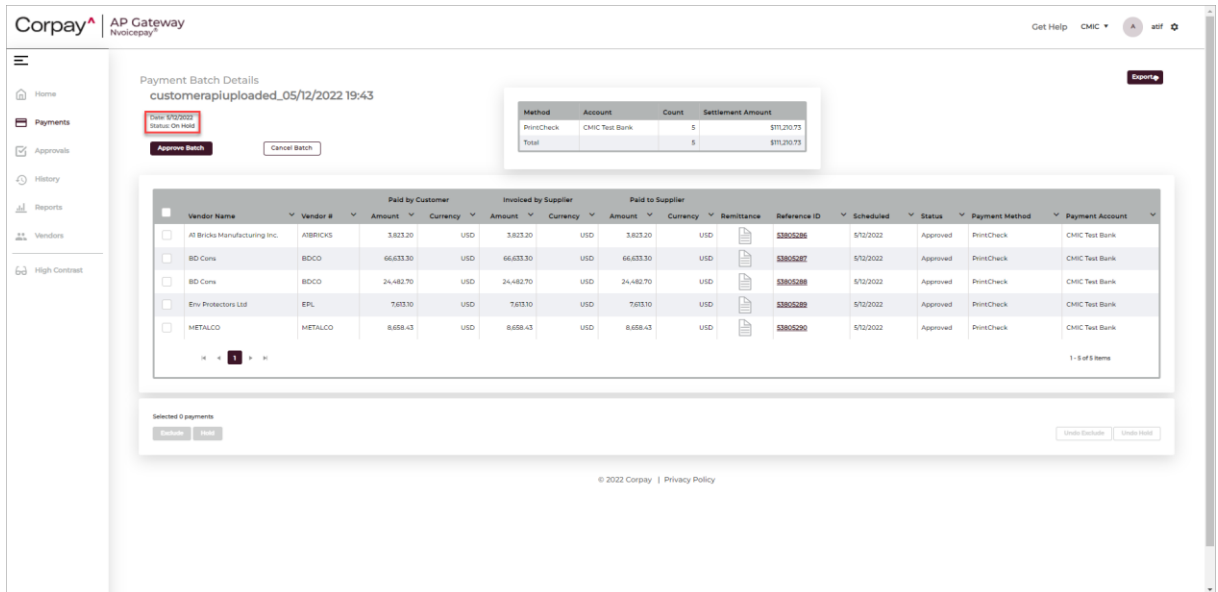 Corpay^ AP Gateway
Nvoicepay®
Get Help CMIC A atif
Home
Payments
Approvals
History
Reports
Vendors
High Contrast
Payment Batch Details
customerapiuploaded_05/12/2022 19:43
Date: 5/12/2022
Status: On Hold
Approve Batch Cancel Batch
Export
Method Account Count Settlement Amount
PrintCheck CMIC Test Bank 5 $111,210.73
Total 5 $111,210.73
Paid by Customer Invoiced by Supplier Paid to Supplier
Vendor Name Vendor # Amount Currency Amount Currency Amount Currency Remittance Reference ID Scheduled Status Payment Method Payment Account
A1 Bricks Manufacturing Inc. A1BRICKS 3,823.20 USD 3,823.20 USD 3,823.20 USD 53805286 5/12/2022 Approved PrintCheck CMIC Test Bank
BD Cons BDCO 66,633.30 USD 66,633.30 USD 66,633.30 USD 53805287 5/12/2022 Approved PrintCheck CMIC Test Bank
BD Cons BDCO 24,482.70 USD 24,482.70 USD 24,482.70 USD 53805288 5/12/2022 Approved PrintCheck CMIC Test Bank
Env Protectors Ltd EPL 7,613.10 USD 7,613.10 USD 7,613.10 USD 53805289 5/12/2022 Approved PrintCheck CMIC Test Bank
METALCO METALCO 8,658.43 USD 8,658.43 USD 8,658.43 USD 53805290 5/12/2022 Approved PrintCheck CMIC Test Bank
1 1 - 5 of 5 items
Selected 0 payments
Exclude Hold Undo Exclude Undo Hold
© 2022 Corpay | Privacy Policy